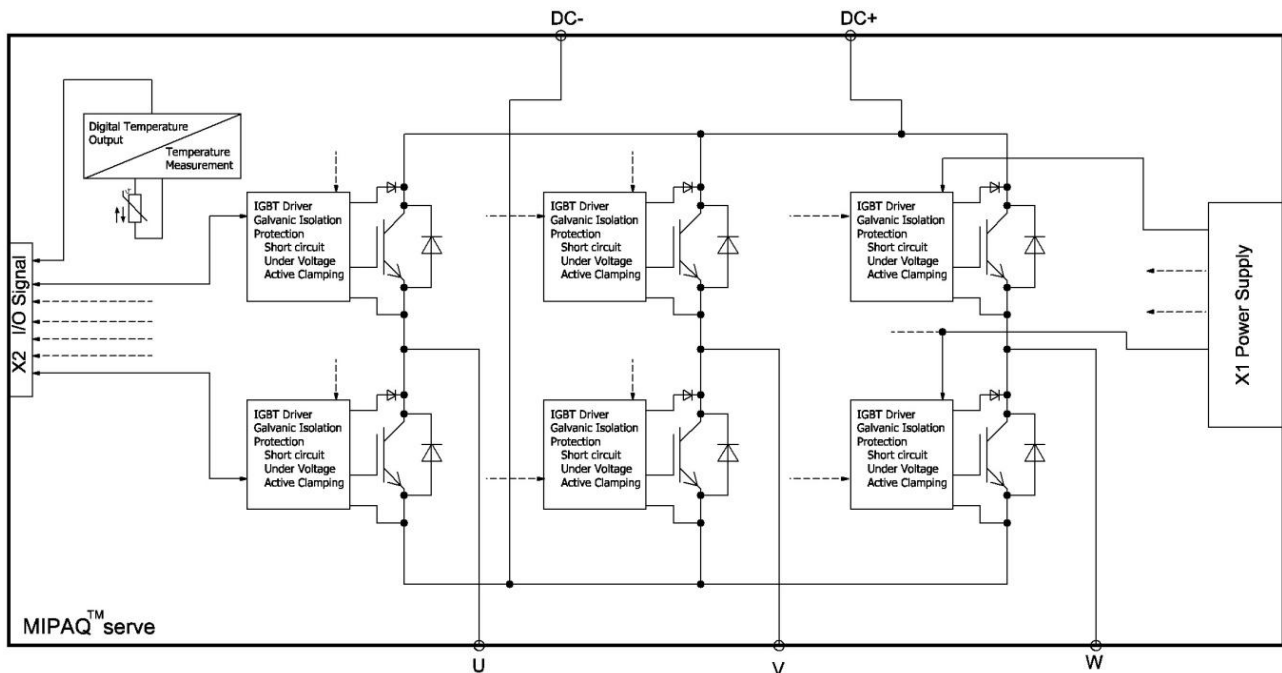 DC-
DC+
Digital Temperature
Output
Temperature
Measurement
IGBT Driver
Galvanic Isolation
Protection
Short circuit
Under Voltage
Active Clamping
IGBT Driver
Galvanic Isolation
Protection
Short circuit
Under Voltage
Active Clamping
IGBT Driver
Galvanic Isolation
Protection
Short circuit
Under Voltage
Active Clamping
X2 I/O Signal
X1 Power Supply
IGBT Driver
Galvanic Isolation
Protection
Short circuit
Under Voltage
Active Clamping
IGBT Driver
Galvanic Isolation
Protection
Short circuit
Under Voltage
Active Clamping
IGBT Driver
Galvanic Isolation
Protection
Short circuit
Under Voltage
Active Clamping
MIPAQ™serve
U
V
W